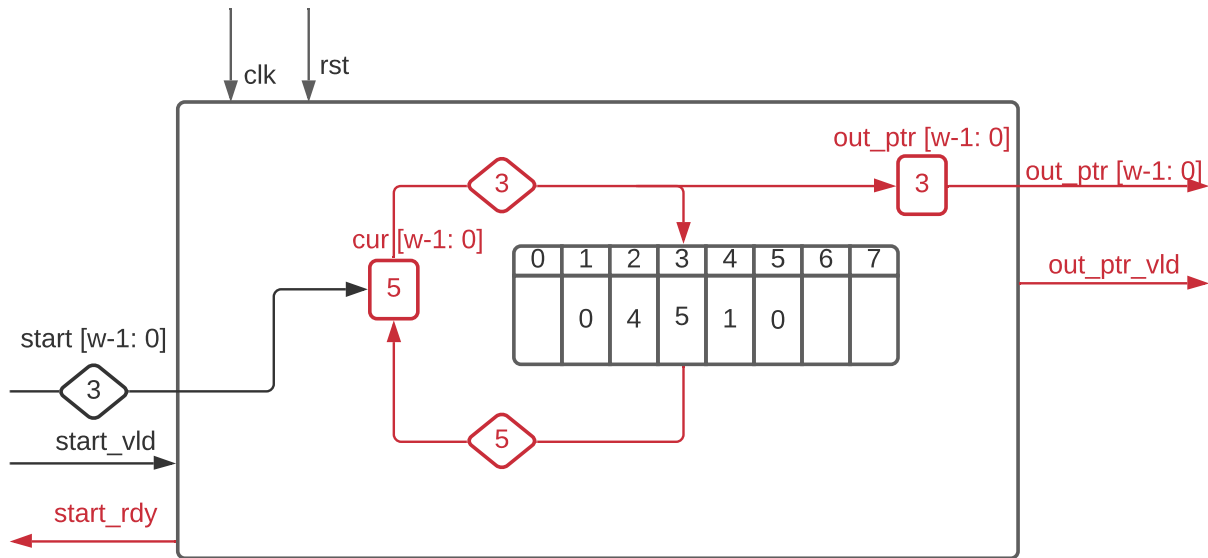 clk
rst
out_ptr [w-1: 0]
3
3
out_ptr [w-1: 0]
cur [w-1: 0]
0 1 2 3 4 5 6 7
out_ptr_vld
5
0 4 5 1 0
start [w-1: 0]
3
start_vld
5
start_rdy